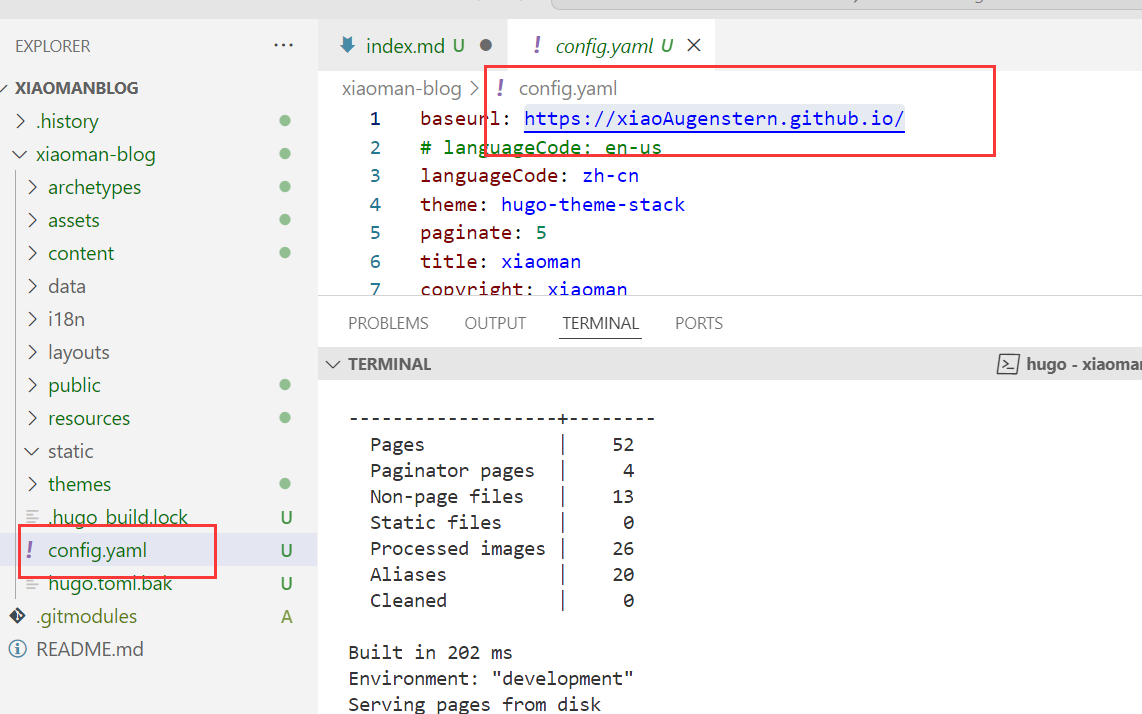 EXPLORER
XIAOMANBLOG
.history
xiaoman-blog
archetypes
assets
content
data
i18n
layouts
public
resources
static
themes
.hugo_build.lock U
config.yaml U
hugo.toml.bak U
.gitmodules A
README.md
index.md U
config.yaml U
xiaoman-blog > ! config.yaml
1 baseurl: https://xiaoAugenstern.github.io/
2 # languageCode: en-us
3 languageCode: zh-cn
4 theme: hugo-theme-stack
5 paginate: 5
6 title: xiaoman
7 copyright: xiaoman
PROBLEMS OUTPUT TERMINAL PORTS
TERMINAL
hugo - xiaoman
-------------------+--------
Pages | 52
Paginator pages | 4
Non-page files | 13
Static files | 0
Processed images | 26
Aliases | 20
Cleaned | 0
Built in 202 ms
Environment: "development"
Serving pages from disk